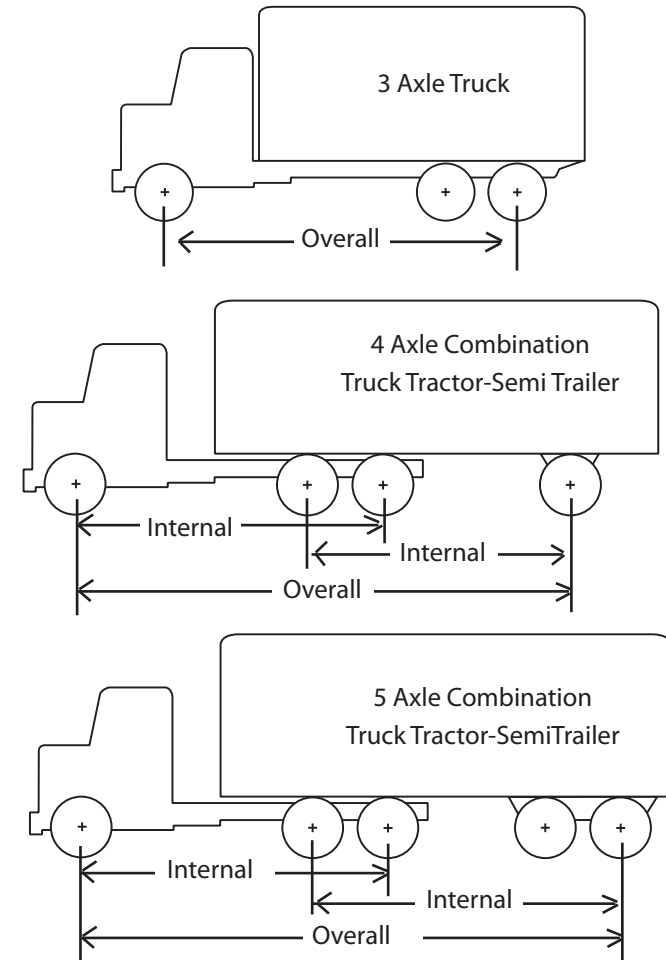 3 Axle Truck
Overall
4 Axle Combination
Truck Tractor-Semi Trailer
Internal
Internal
Overall
5 Axle Combination
Truck Tractor-SemiTrailer
Internal
Internal
Overall